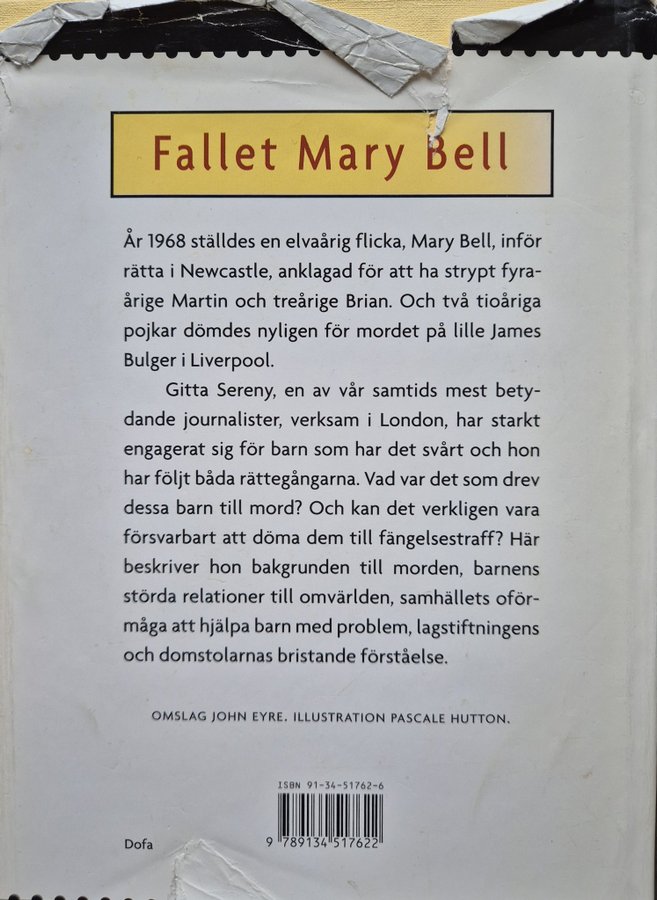 Fallet Mary Bell
År 1968 ställdes en elvaårig flicka, Mary Bell, inför
rätta i Newcastle, anklagad för att ha strypt fyra-
årige Martin och treårige Brian. Och två tioåriga
pojkar dömdes nyligen för mordet på lille James
Bulger i Liverpool.
Gitta Sereny, en av vår samtids mest bety-
dande journalister, verksam i London, har starkt
engagerat sig för barn som har det svårt och hon
har följt båda rättegångarna. Vad var det som drev
dessa barn till mord? Och kan det verkligen vara
försvarbart att döma dem till fängelsestraff? Här
beskriver hon bakgrunden till morden, barnens
störda relationer till omvärlden, samhällets oför-
måga att hjälpa barn med problem, lagstiftningens
och domstolarnas bristande förståelse.
OMSLAG JOHN EYRE. ILLUSTRATION PASCALE HUTTON.
ISBN 91-34-51762-6
9 789134 517622
Dofa